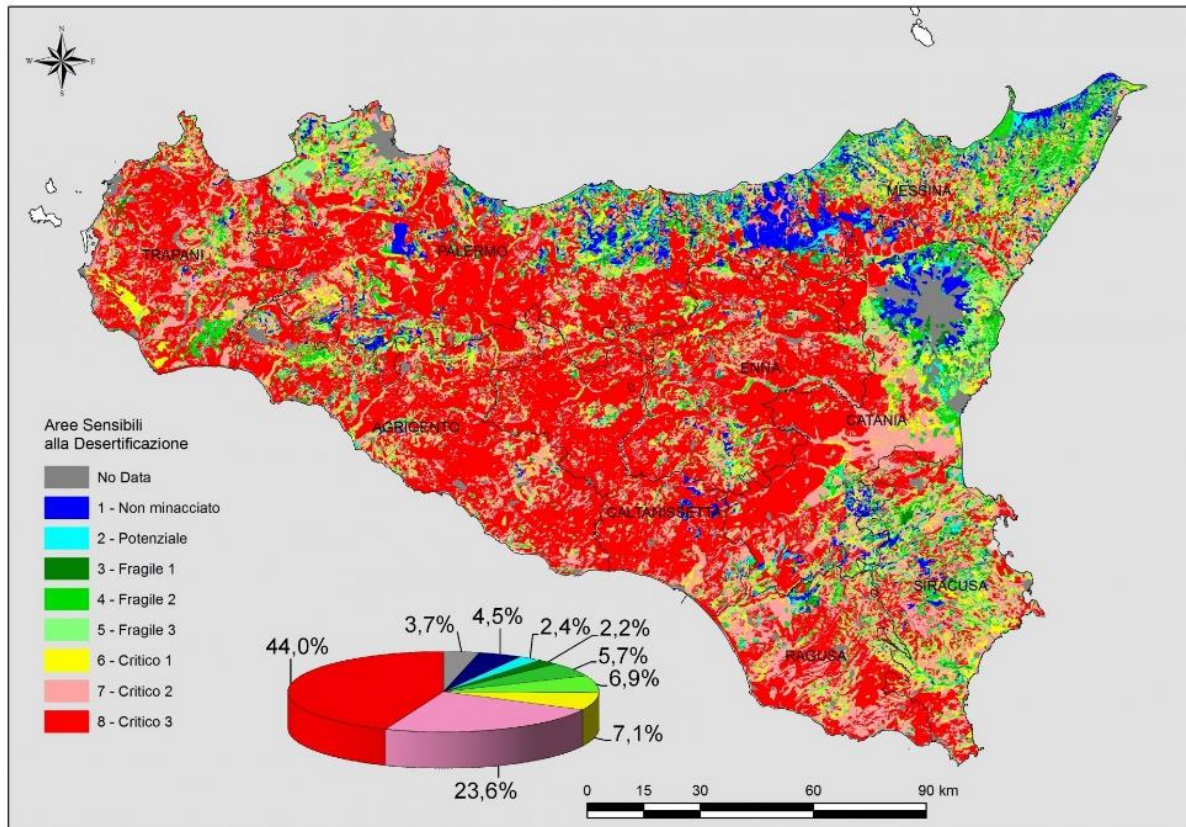 N
W E
S
MESSINA
TRAPANI
PALERMO
ENNA
CATANIA
AGRIGENTO
CALTANISSETTA
SIRACUSA
RAGUSA
Aree Sensibili
alla Desertificazione
No Data
1 - Non minacciato
2 - Potenziale
3 - Fragile 1
4 - Fragile 2
5 - Fragile 3
6 - Critico 1
7 - Critico 2
8 - Critico 3
44,0%
3,7%
4,5%
2,4%
2,2%
5,7%
6,9%
7,1%
23,6%
0 15 30 60 90 km